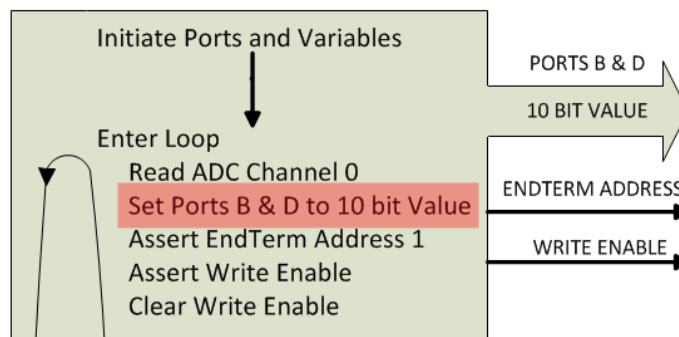 Initiate Ports and Variables
Enter Loop
Read ADC Channel 0
Set Ports B & D to 10 bit Value
Assert EndTerm Address 1
Assert Write Enable
Clear Write Enable
PORTS B & D
10 BIT VALUE
ENDTERM ADDRESS
WRITE ENABLE